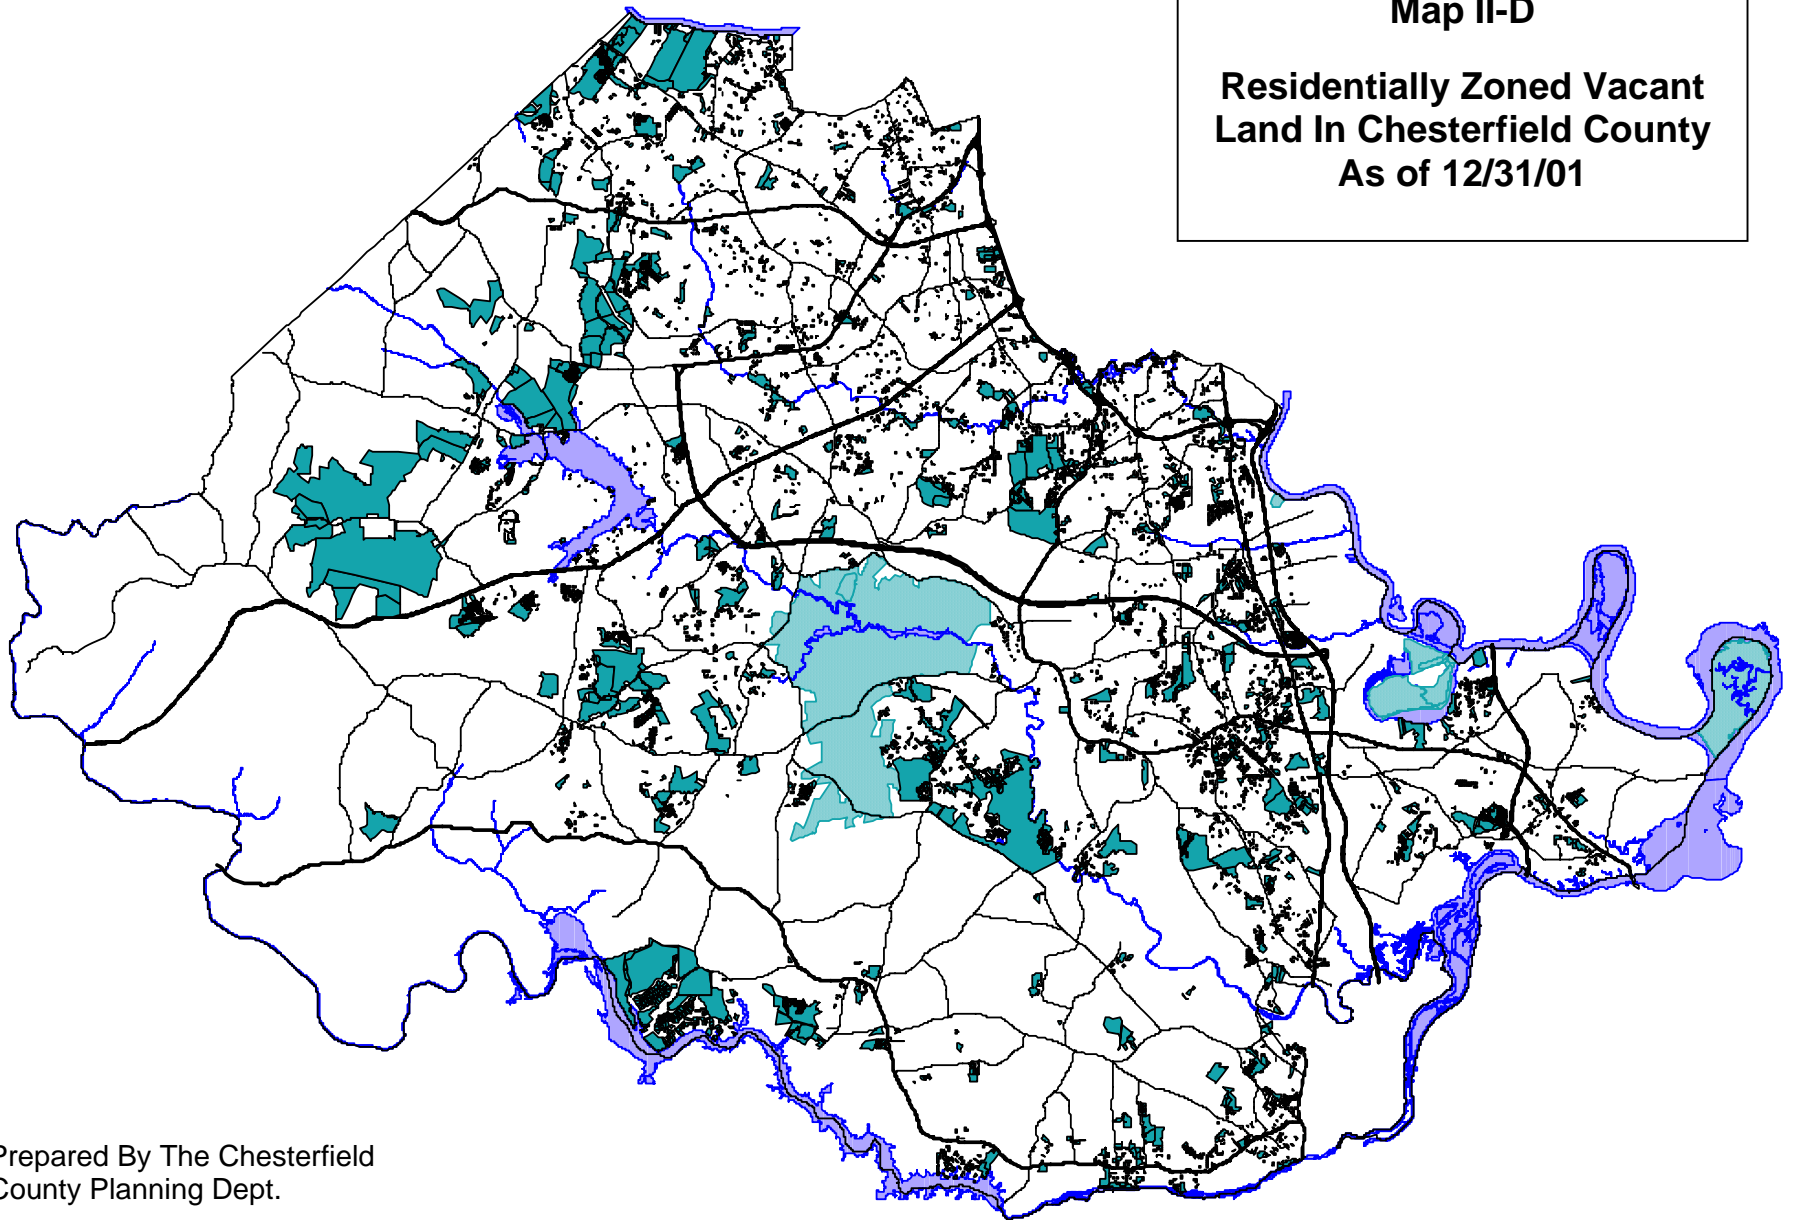 Map II-D
Residentially Zoned Vacant
Land In Chesterfield County
As of 12/31/01
Prepared By The Chesterfield
County Planning Dept.